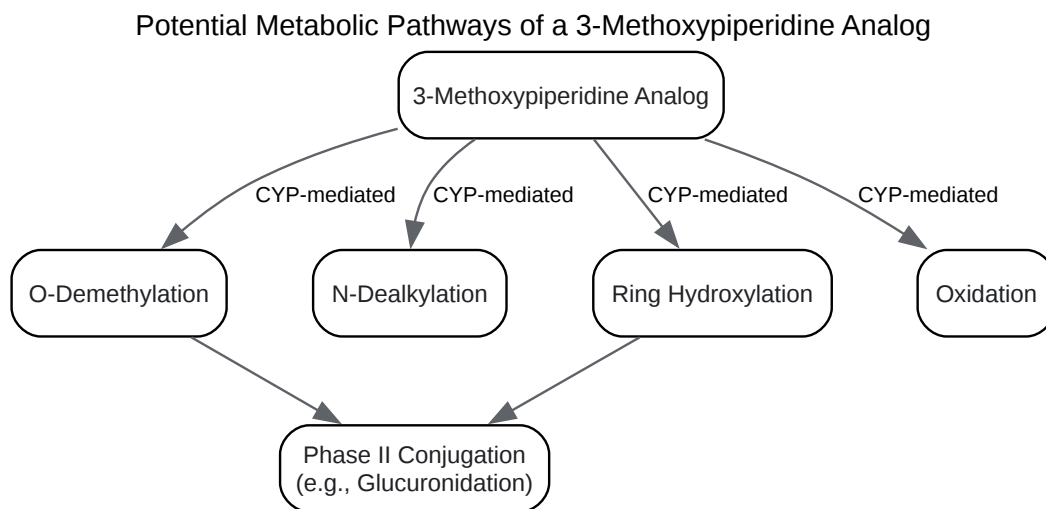 Potential Metabolic Pathways of a 3-Methoxypiperidine Analog
3-Methoxypiperidine Analog
CYP-mediated
CYP-mediated
CYP-mediated
CYP-mediated
O-Demethylation
N-Dealkylation
Ring Hydroxylation
Oxidation
Phase II Conjugation
(e.g., Glucuronidation)